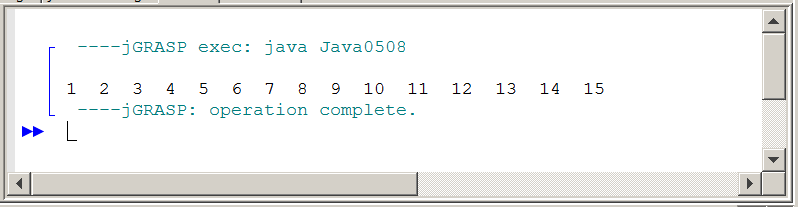 ----jGRASP exec: java Java0508
1  2  3  4  5  6  7  8  9  10  11  12  13  14  15
----jGRASP: operation complete.